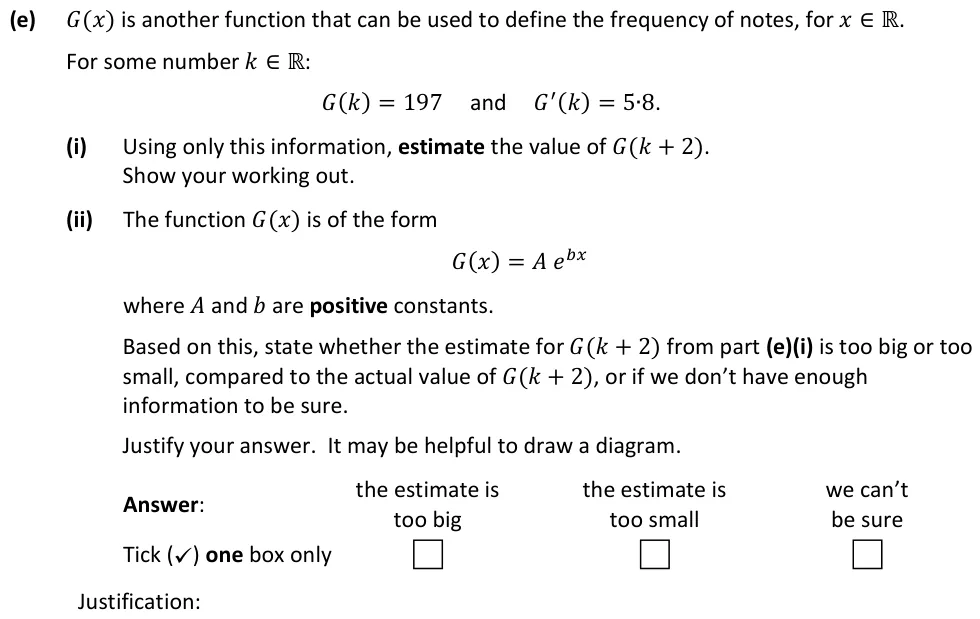 (e) G(x) is another function that can be used to define the frequency of notes, for x ∈ ℝ.
For some number k ∈ ℝ:
G(k) = 197 and G′(k) = 5·8.
(i) Using only this information, estimate the value of G(k + 2).
Show your working out.
(ii) The function G(x) is of the form
G(x) = A e^{bx}
where A and b are positive constants.
Based on this, state whether the estimate for G(k + 2) from part (e)(i) is too big or too
small, compared to the actual value of G(k + 2), or if we don’t have enough
information to be sure.
Justify your answer. It may be helpful to draw a diagram.
Answer: the estimate is too big the estimate is too small we can’t be sure
Tick (✓) one box only ☐ ☐ ☐
Justification: